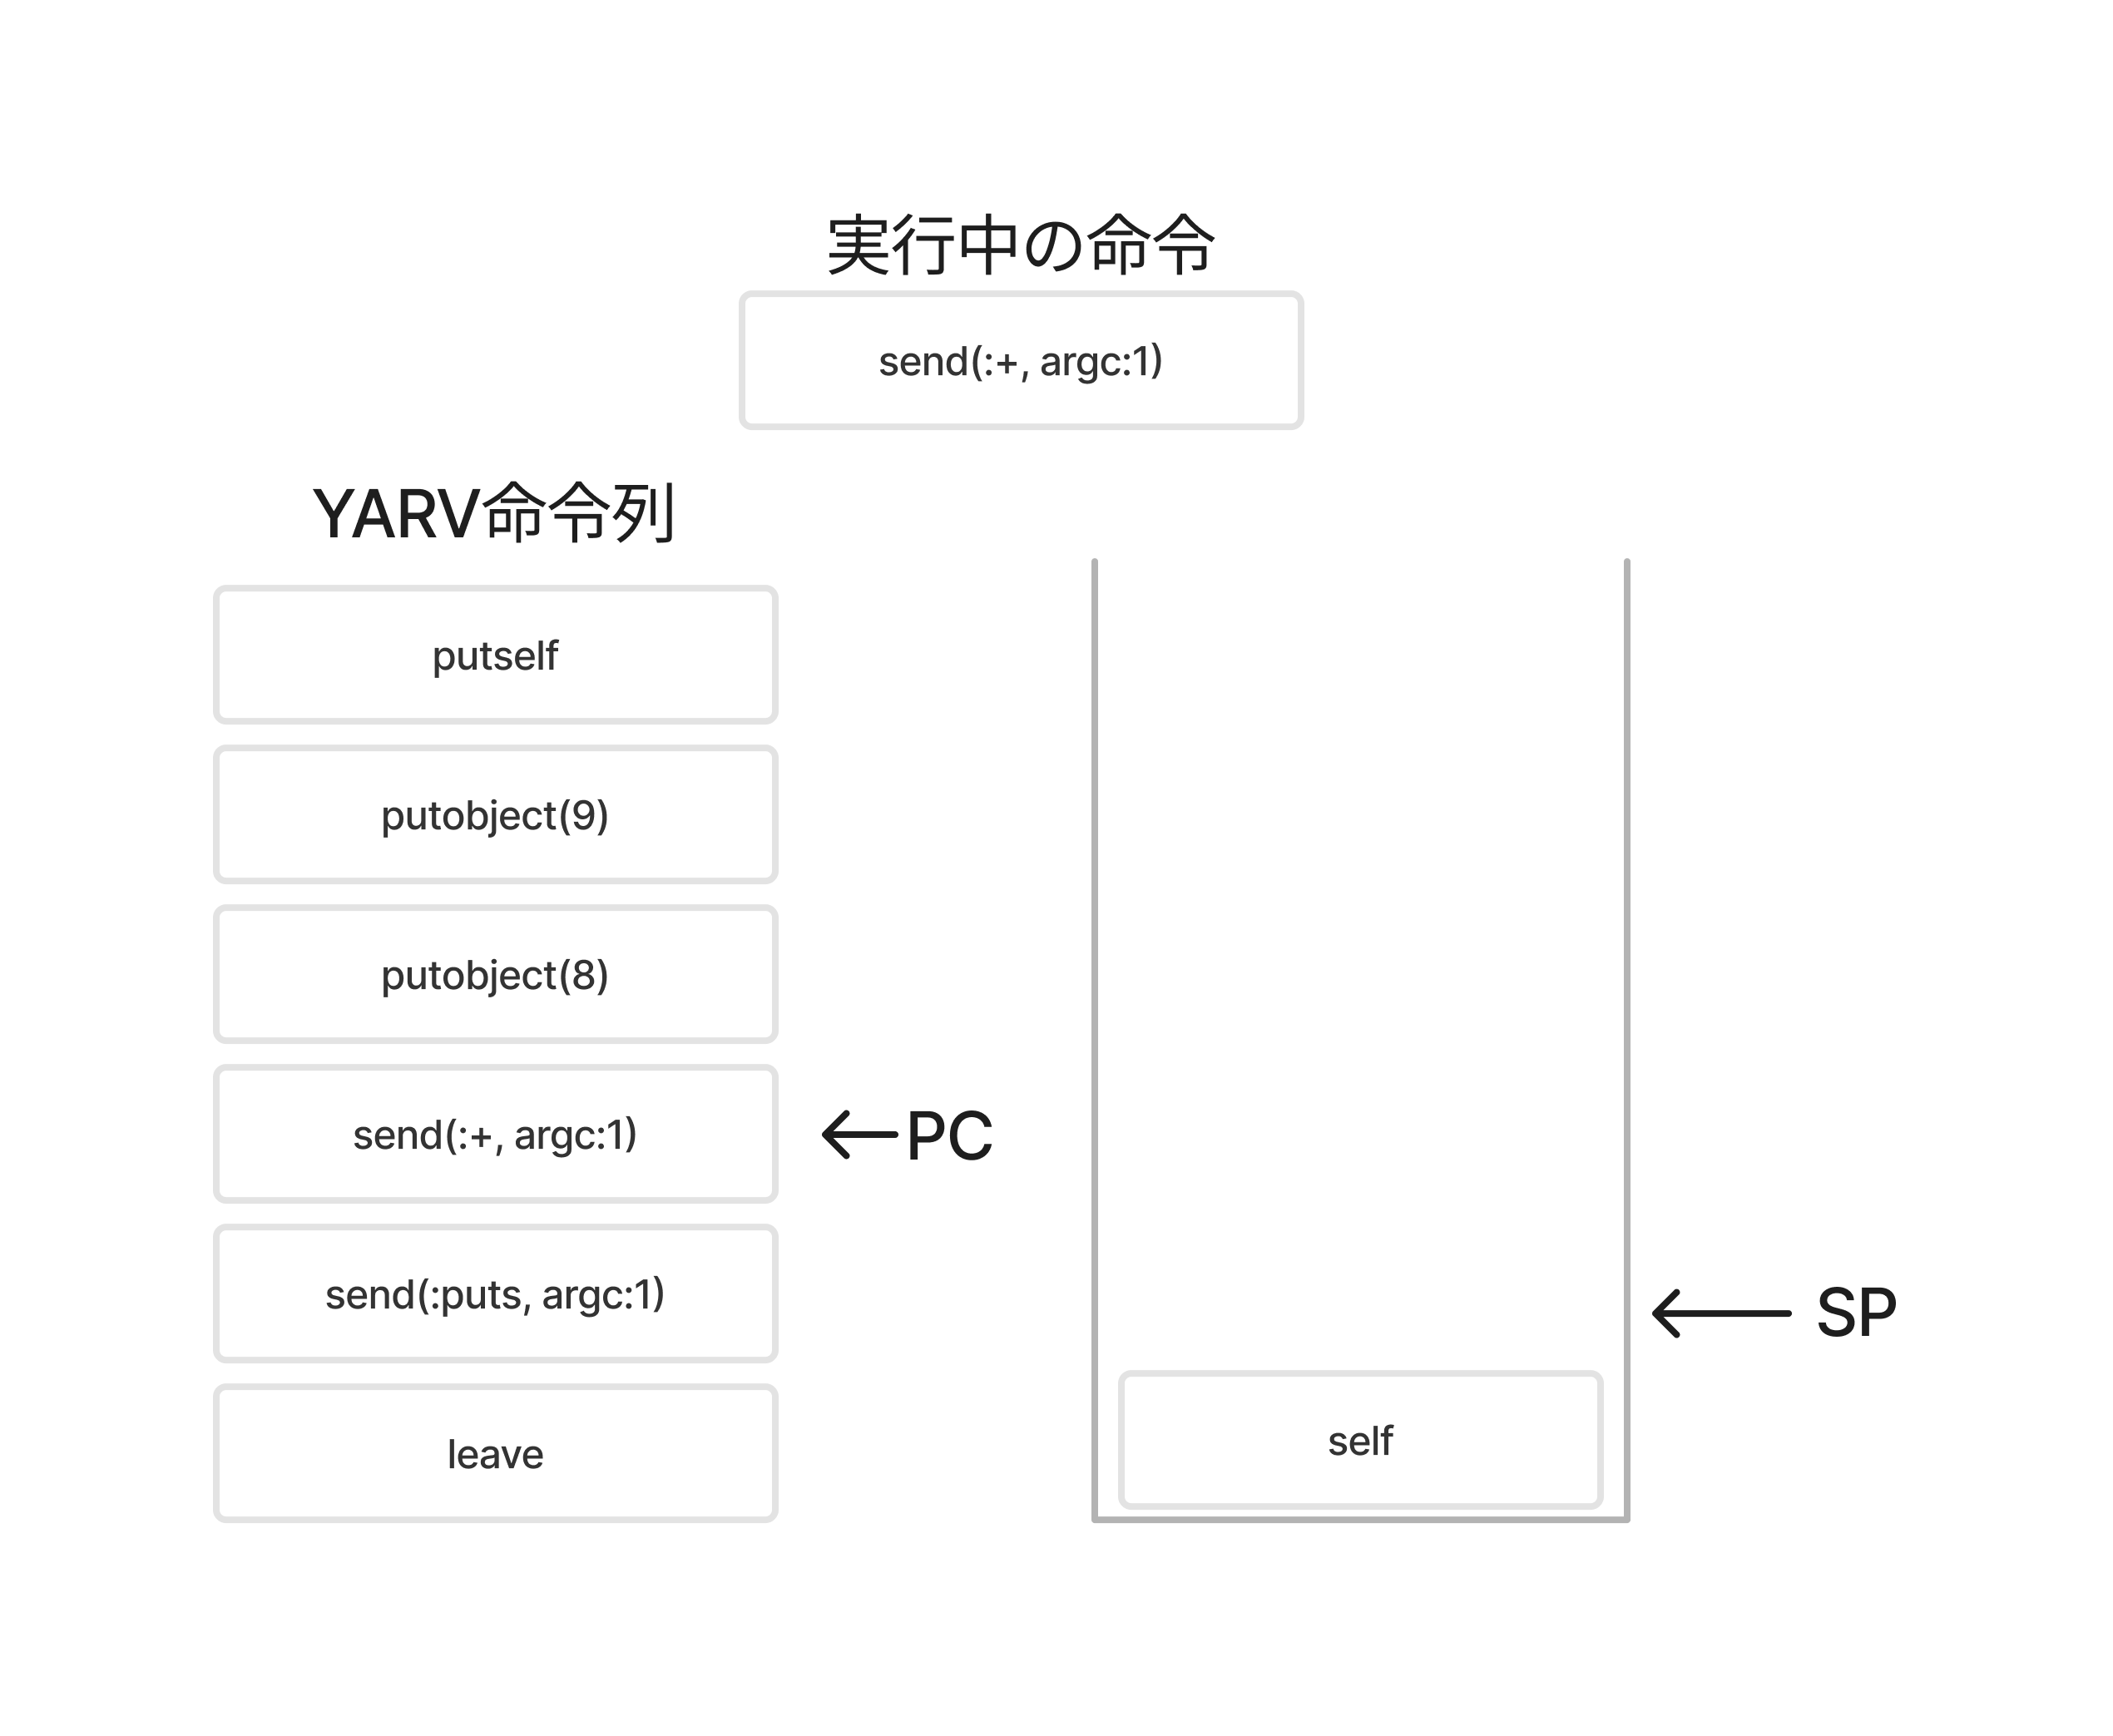 実行中の命令
send(:+, argc:1)
YARV命令列
putself
putobject(9)
putobject(8)
send(:+, argc:1)
PC
send(:puts, argc:1)
SP
leave
self